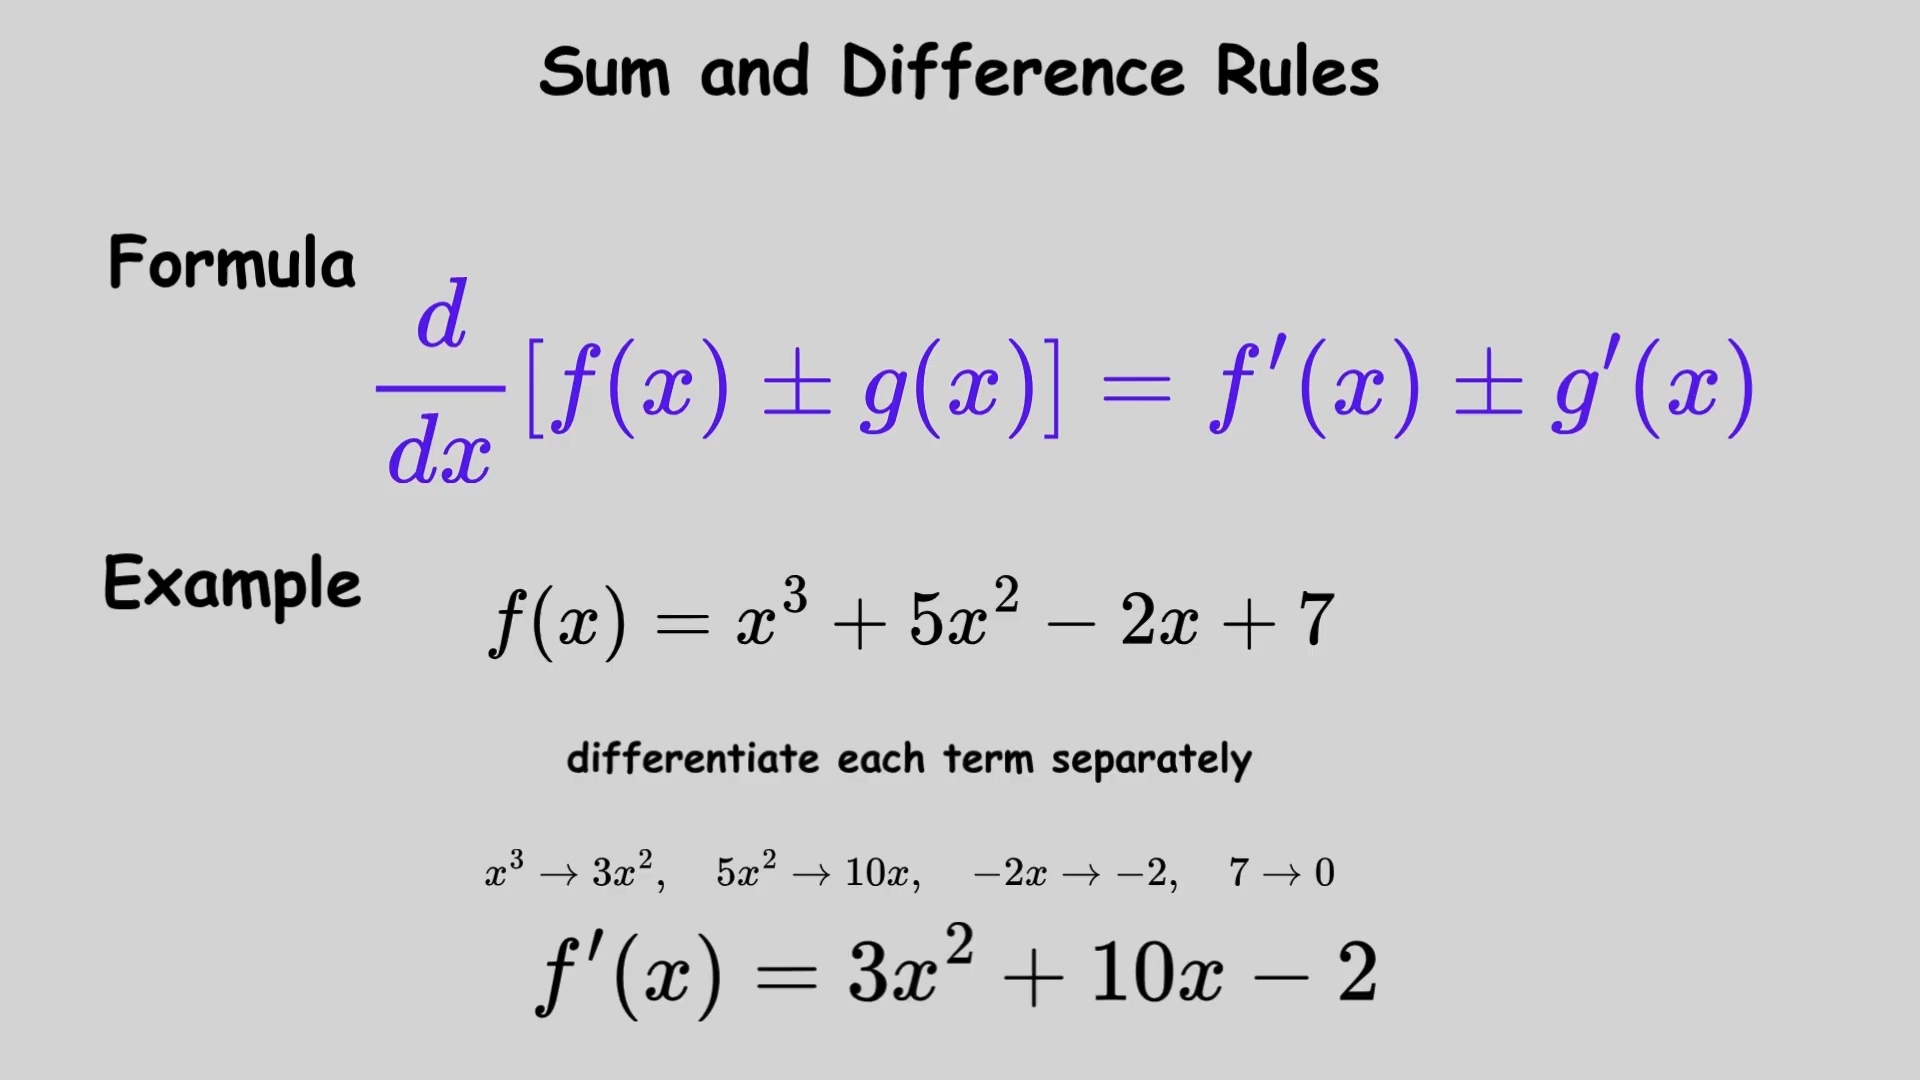 Sum and Difference Rules
Formula
d/dx [f(x) ± g(x)] = f′(x) ± g′(x)
Example
f(x) = x³ + 5x² − 2x + 7
differentiate each term separately
x³ → 3x², 5x² → 10x, −2x → −2, 7 → 0
f′(x) = 3x² + 10x − 2